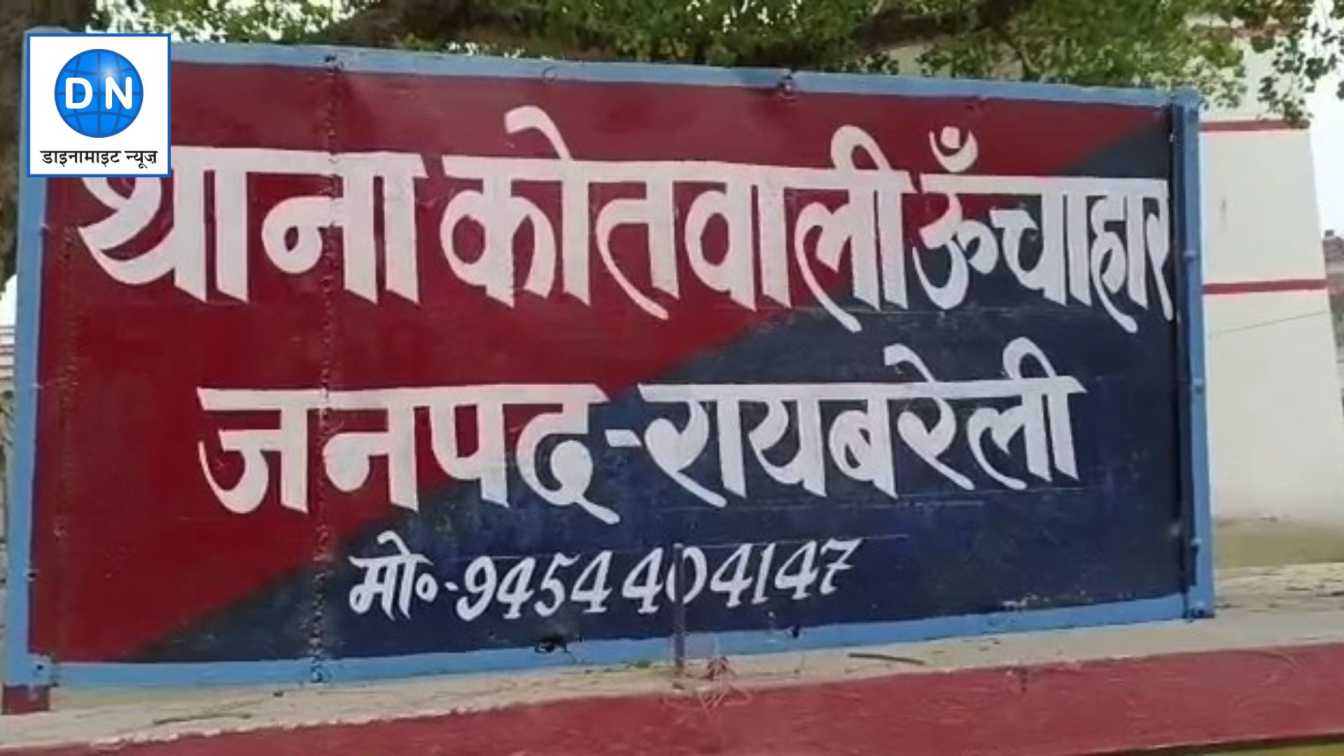 DN
डाइनामाइट न्यूज़
थाना कोतवाली ऊँचाहार
जनपद-रायबरेली
मो०-9454404147